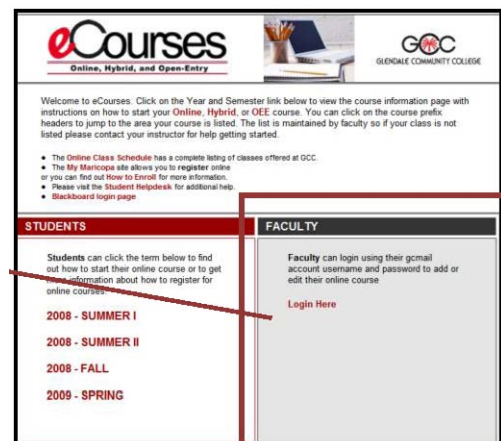 eCourses
Online, Hybrid, and Open-Entry
GCC
GLENDALE COMMUNITY COLLEGE
Welcome to eCourses. Click on the Year and Semester link below to view the course information page with
instructions on how to start your Online, Hybrid, or OEE course. You can click on the course prefix
headers to jump to the area your course is listed. The list is maintained by faculty so if your class is not
listed please contact your instructor for help getting started.
The Online Class Schedule has a complete listing of classes offered at GCC.
The My Maricopa site allows you to register online
or you can find out How to Enroll for more information.
Please visit the Student Helpdesk for additional help.
Blackboard login page
STUDENTS
Students can click the term below to find
out how to start their online course or to get
more information about how to register for
online courses.
2008 - SUMMER I
2008 - SUMMER II
2008 - FALL
2009 - SPRING
FACULTY
Faculty can login using their gcmail
account username and password to add or
edit their online course
Login Here